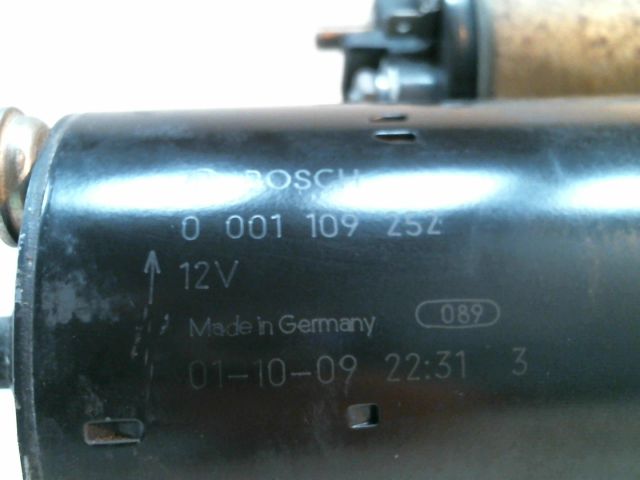 BOSCH
0 001 109 252
12V
Made in Germany 089
01-10-09 22:31 3